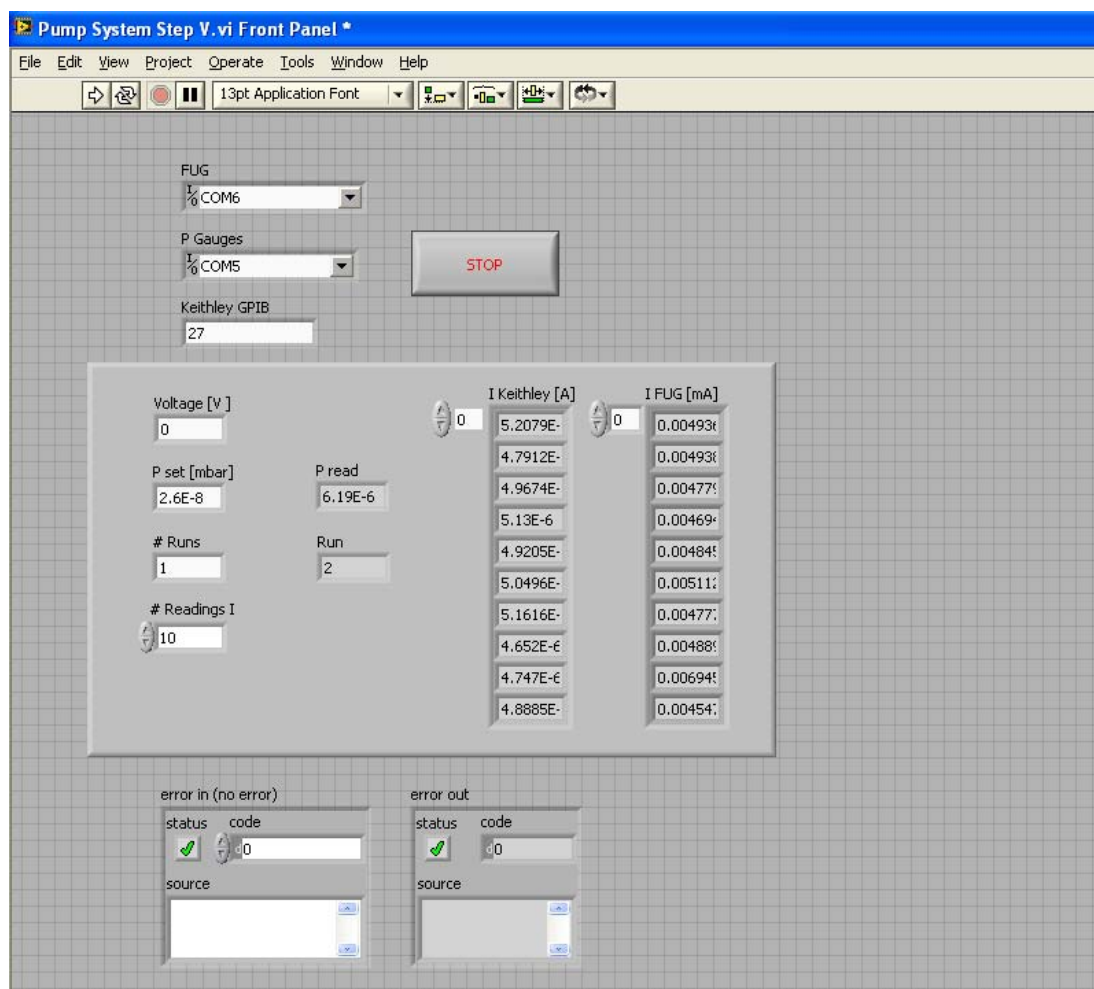 Pump System Step V.vi Front Panel *
File Edit View Project Operate Tools Window Help
13pt Application Font
FUG
COM6
P Gauges
COM5
STOP
Keithley GPIB
27
Voltage [V ]
0
P set [mbar]
2.6E-8
P read
6.19E-6
# Runs
1
Run
2
# Readings I
10
I Keithley [A]
0
5.2079E-
4.7912E-
4.9674E-
5.13E-6
4.9205E-
5.0496E-
5.1616E-
4.652E-6
4.747E-6
4.8885E-
I FUG [mA]
0
0.00493
0.00493
0.00477
0.00469
0.00484
0.00511
0.00477
0.00488
0.00694
0.00454
error in (no error)
status code
0
source
error out
status code
0
source